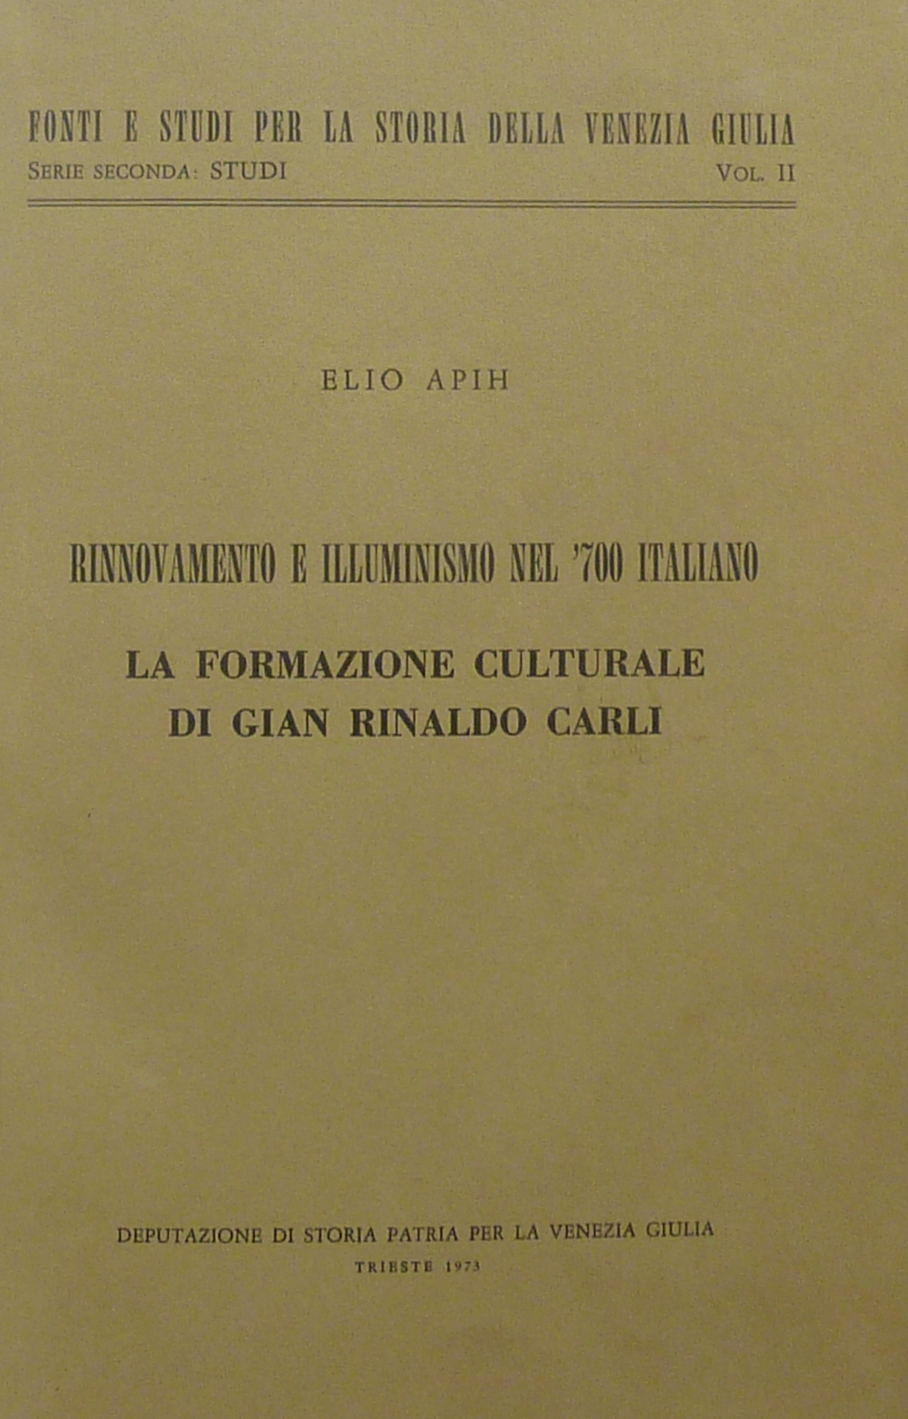 FONTI E STUDI PER LA STORIA DELLA VENEZIA GIULIA
SERIE SECONDA: STUDI VOL. II
ELIO APIH
RINNOVAMENTO E ILLUMINISMO NEL '700 ITALIANO
LA FORMAZIONE CULTURALE
DI GIAN RINALDO CARLI
DEPUTAZIONE DI STORIA PATRIA PER LA VENEZIA GIULIA
TRIESTE 1973